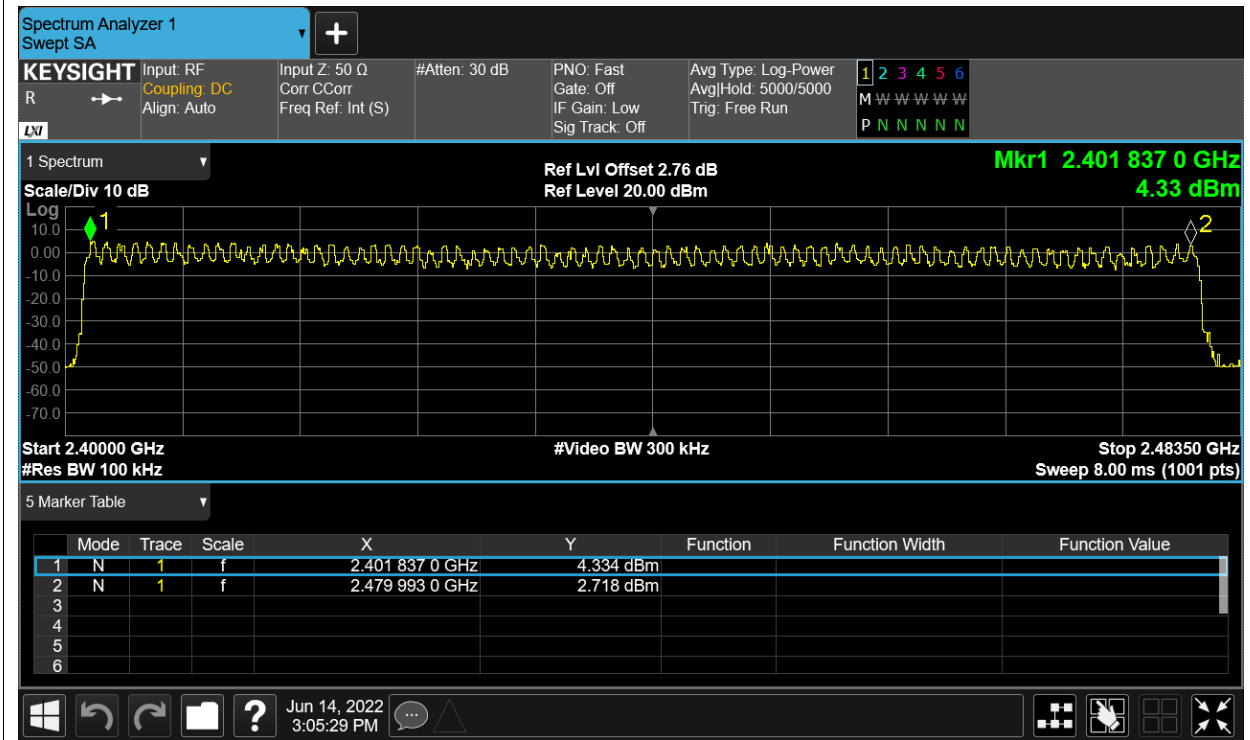 Spectrum Analyzer 1
Swept SA
KEYSIGHT
R
LXI
Input: RF
Coupling: DC
Align: Auto
Input Z: 50 Ω
Corr CCorr
Freq Ref: Int (S)
#Atten: 30 dB
PNO: Fast
Gate: Off
IF Gain: Low
Sig Track: Off
Avg Type: Log-Power
Avg|Hold: 5000/5000
Trig: Free Run
1 2 3 4 5 6
M W W W W W
P N N N N N
1 Spectrum
Scale/Div 10 dB
Ref Lvl Offset 2.76 dB
Ref Level 20.00 dBm
Mkr1 2.401 837 0 GHz
4.33 dBm
Log
10.0
0.00
-10.0
-20.0
-30.0
-40.0
-50.0
-60.0
-70.0
1
2
Start 2.40000 GHz
#Res BW 100 kHz
#Video BW 300 kHz
Stop 2.48350 GHz
Sweep 8.00 ms (1001 pts)
5 Marker Table
Mode Trace Scale X Y Function Function Width Function Value
1 N 1 f 2.401 837 0 GHz 4.334 dBm
2 N 1 f 2.479 993 0 GHz 2.718 dBm
3
4
5
6
?
Jun 14, 2022
3:05:29 PM